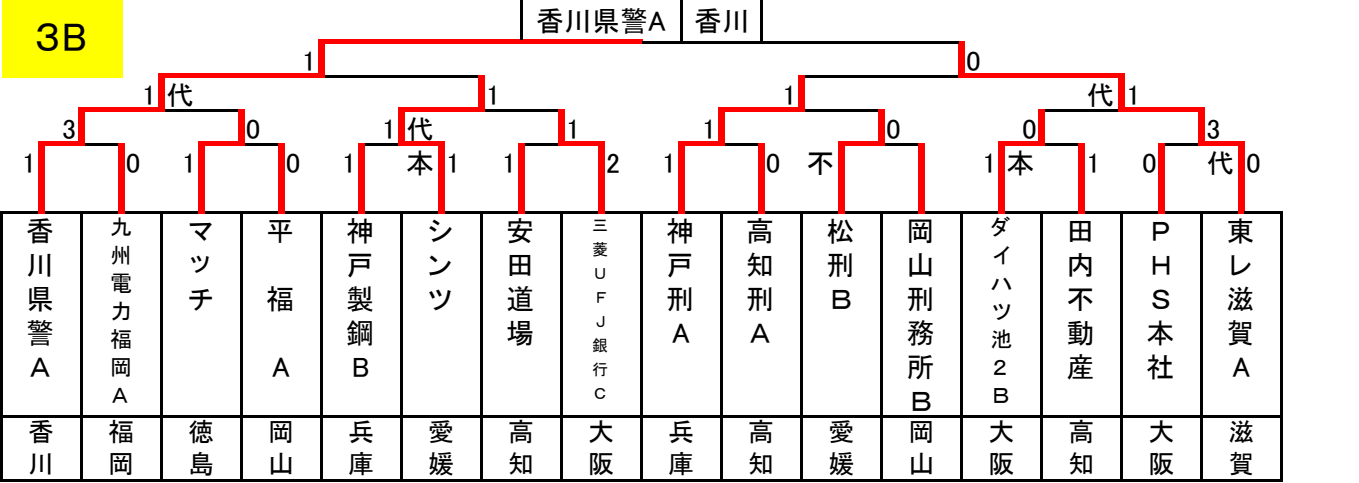 3B
香川県警A 香川
1 0
1 代 1 1 代 1
3 0 1 代 1 1 0 0 3
1 0 1 0 1 本 1 1 2 1 0 不 1 本 1 0 代 0
香川県警A
九州電力福岡A
マッチ
平福A
神戸製鋼B
シンツ
安田道場
三菱UFJ銀行C
神戸刑A
高知刑A
松刑B
岡山刑務所B
ダイハツ池2B
田内不動産
PHS本社
東レ滋賀A
香川
福岡
徳島
岡山
兵庫
愛媛
高知
大阪
兵庫
高知
愛媛
岡山
大阪
高知
大阪
滋賀